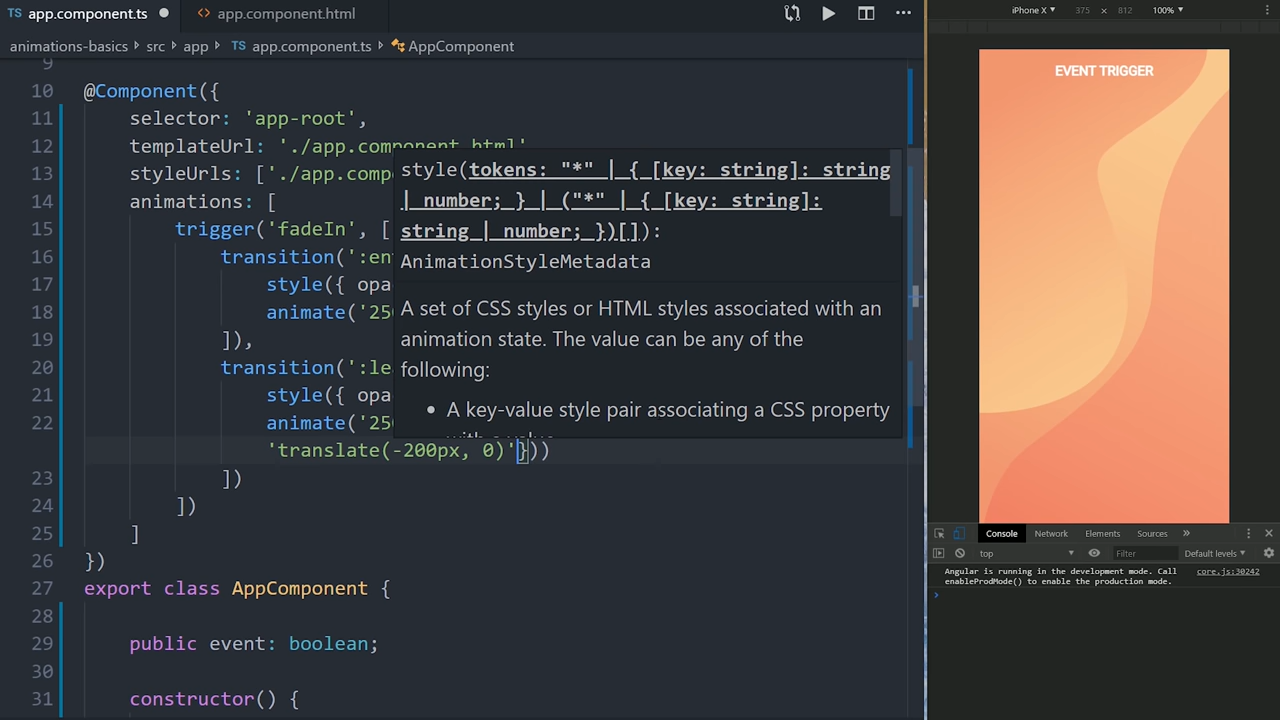 TS app.component.ts
<> app.component.html
animations-basics src app TS app.component.ts AppComponent
9
10 @Component({
11 selector: 'app-root',
12 templateUrl: './app.component.html',
13 styleUrls: ['./app.comp
14 animations: [
15 trigger('fadeIn', [
16 transition(':en
17 style({ opa
18 animate('25
19 ]),
20 transition(':le
21 style({ opa
22 animate('25
'translate(-200px, 0)'}))
23 ])
24 ])
25 ]
26 })
27 export class AppComponent {
28
29 public event: boolean;
30
31 constructor() {
style(tokens: "*" | { [key: string]: string
| number; } | ("*" | { [key: string]:
string | number; })[]):
AnimationStyleMetadata
A set of CSS styles or HTML styles associated with an
animation state. The value can be any of the
following:
• A key-value style pair associating a CSS property
with a value
iPhone X 375 × 812 100%
EVENT TRIGGER
Console Network Elements Sources »
top Filter Default levels
Angular is running in the development mode. Call core.js:30242
enableProdMode() to enable the production mode.